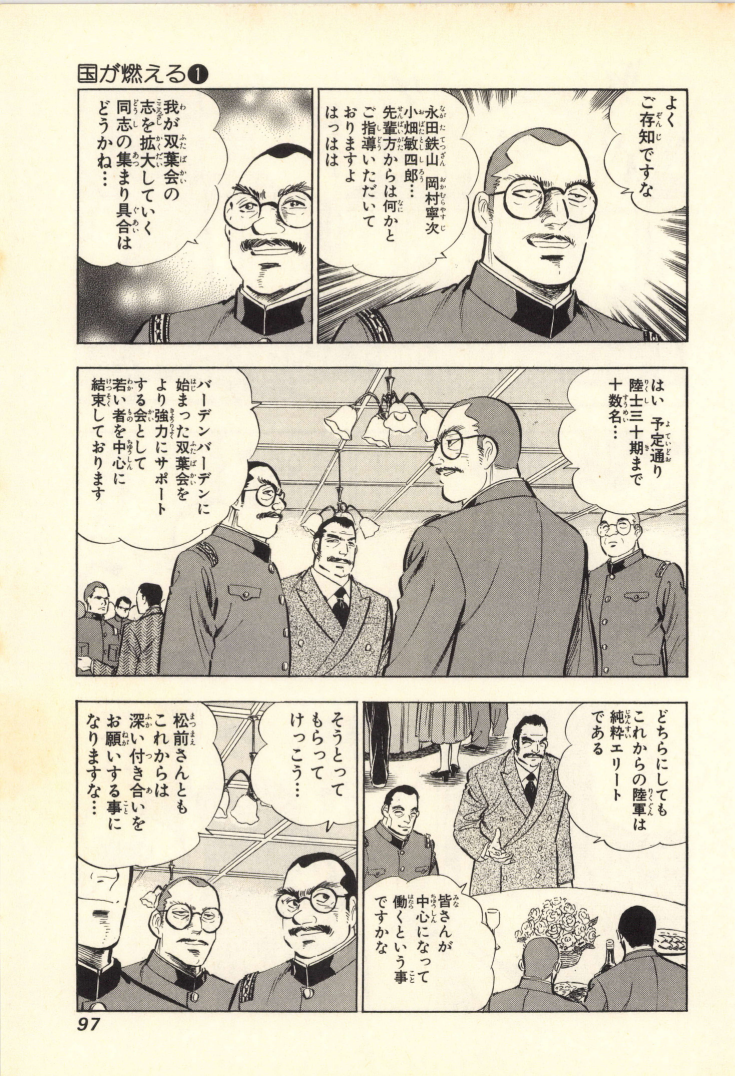 国が燃える❶
よく
ご存知ですな
永田鉄山 岡村寧次
小畑敏四郎…
先輩方からは何かと
ご指導いただいて
おりますよ
はっはは
我が双葉会の
志を拡大していく
同志の集まり具合は
どうかね…
はい 予定通り
陸士三十期まで
十数名…
バーデンバーデンに
始まった双葉会を
より強力にサポート
する会として
若い者を中心に
結束しております
どちらにしても
これからの陸軍は
純粋エリート
である
皆さんが
中心になって
働くという事
ですかな
そうとって
もらって
けっこう…
松前さんとも
これからは
深い付き合いを
お願いする事に
なりますな…
97